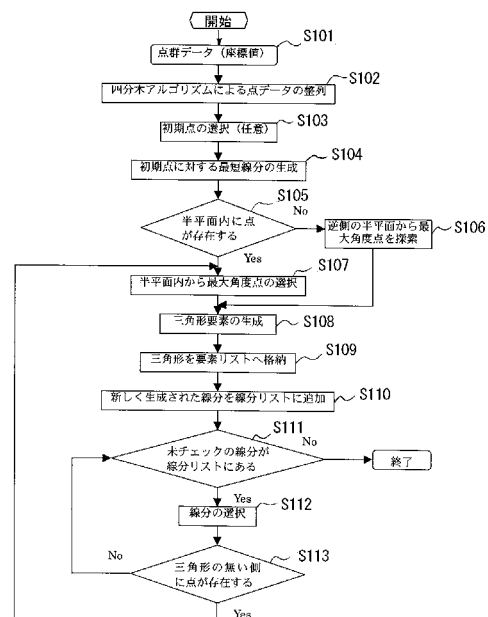 開始
点群データ（座標値）
S101
四分木アルゴリズムによる点データの整列
S102
初期点の選択（任意）
S103
初期点に対する最短線分の生成
S104
半平面内に点
が存在する
S105
No
逆側の半平面から最
大角度点を探索
S106
Yes
半平面内から最大角度点の選択
S107
三角形要素の生成
S108
三角形を要素リストへ格納
S109
新しく生成された線分を線分リストに追加
S110
未チェックの線分が
線分リストにある
S111
No
終了
Yes
線分の選択
S112
No
三角形の無い側
に点が存在する
S113
Yes